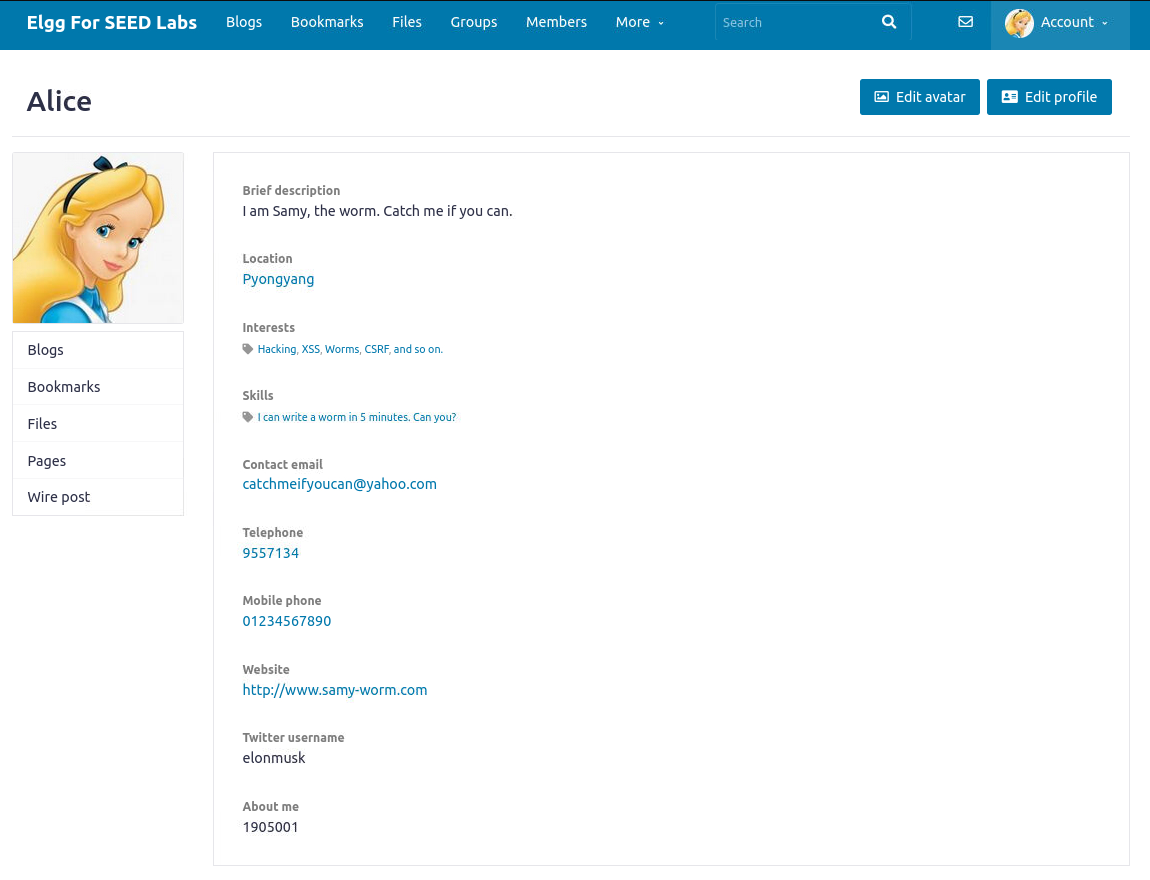 Elgg For SEED Labs Blogs Bookmarks Files Groups Members More Search Account
Alice Edit avatar Edit profile
Blogs
Bookmarks
Files
Pages
Wire post
Brief description
I am Samy, the worm. Catch me if you can.
Location
Pyongyang
Interests
Hacking, XSS, Worms, CSRF, and so on.
Skills
I can write a worm in 5 minutes. Can you?
Contact email
catchmeifyoucan@yahoo.com
Telephone
9557134
Mobile phone
01234567890
Website
http://www.samy-worm.com
Twitter username
elonmusk
About me
1905001